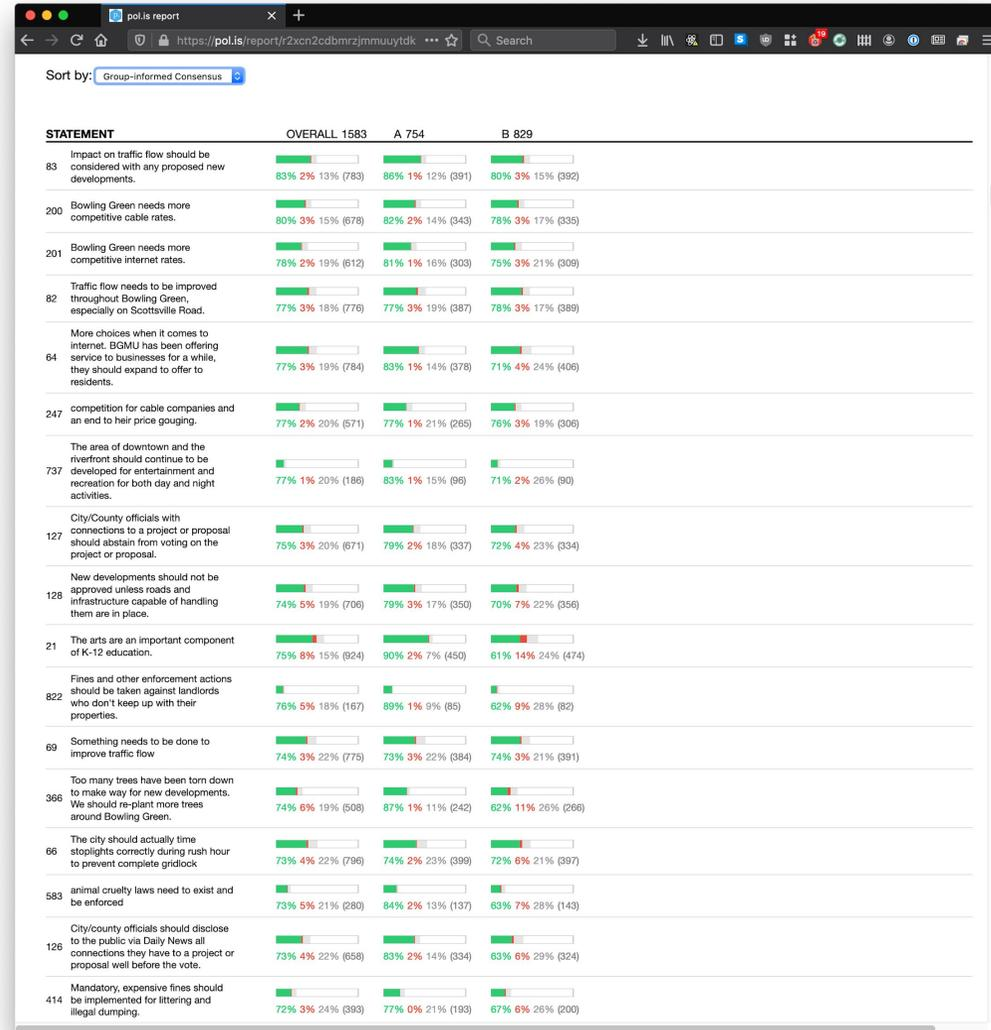 pol.is report
https://pol.is/report/r2xcn2cdbmrzjmmuuytdk
Search
19
Sort by: Group-informed Consensus
STATEMENT OVERALL 1583 A 754 B 829
83 Impact on traffic flow should be
considered with any proposed new
developments.
83% 2% 13% (783) 86% 1% 12% (391) 80% 3% 15% (392)
200 Bowling Green needs more
competitive cable rates.
80% 3% 15% (678) 82% 2% 14% (343) 78% 3% 17% (335)
201 Bowling Green needs more
competitive internet rates.
78% 2% 19% (612) 81% 1% 16% (303) 75% 3% 21% (309)
82 Traffic flow needs to be improved
throughout Bowling Green,
especially on Scottsville Road.
77% 3% 18% (776) 77% 3% 19% (387) 78% 3% 17% (389)
64 More choices when it comes to
internet. BGMU has been offering
service to businesses for a while,
they should expand to offer to
residents.
77% 3% 19% (784) 83% 1% 14% (378) 71% 4% 24% (406)
247 competition for cable companies and
an end to heir price gouging.
77% 2% 20% (571) 77% 1% 21% (265) 76% 3% 19% (306)
737 The area of downtown and the
riverfront should continue to be
developed for entertainment and
recreation for both day and night
activities.
77% 1% 20% (186) 83% 1% 15% (96) 71% 2% 26% (90)
127 City/County officials with
connections to a project or proposal
should abstain from voting on the
project or proposal.
75% 3% 20% (671) 79% 2% 18% (337) 72% 4% 23% (334)
128 New developments should not be
approved unless roads and
infrastructure capable of handling
them are in place.
74% 5% 19% (706) 79% 3% 17% (350) 70% 7% 22% (356)
21 The arts are an important component
of K-12 education.
75% 8% 15% (924) 90% 2% 7% (450) 61% 14% 24% (474)
822 Fines and other enforcement actions
should be taken against landlords
who don't keep up with their
properties.
76% 5% 18% (167) 89% 1% 9% (85) 62% 9% 28% (82)
69 Something needs to be done to
improve traffic flow
74% 3% 22% (775) 73% 3% 22% (384) 74% 3% 21% (391)
366 Too many trees have been torn down
to make way for new developments.
We should re-plant more trees
around Bowling Green.
74% 6% 19% (508) 87% 1% 11% (242) 62% 11% 26% (266)
66 The city should actually time
stoplights correctly during rush hour
to prevent complete gridlock
73% 4% 22% (796) 74% 2% 23% (399) 72% 6% 21% (397)
583 animal cruelty laws need to exist and
be enforced
73% 5% 21% (280) 84% 2% 13% (137) 63% 7% 28% (143)
126 City/county officials should disclose
to the public via Daily News all
connections they have to a project or
proposal well before the vote.
73% 4% 22% (658) 83% 2% 14% (334) 63% 6% 29% (324)
414 Mandatory, expensive fines should
be implemented for littering and
illegal dumping.
72% 3% 24% (393) 77% 0% 21% (193) 67% 6% 26% (200)